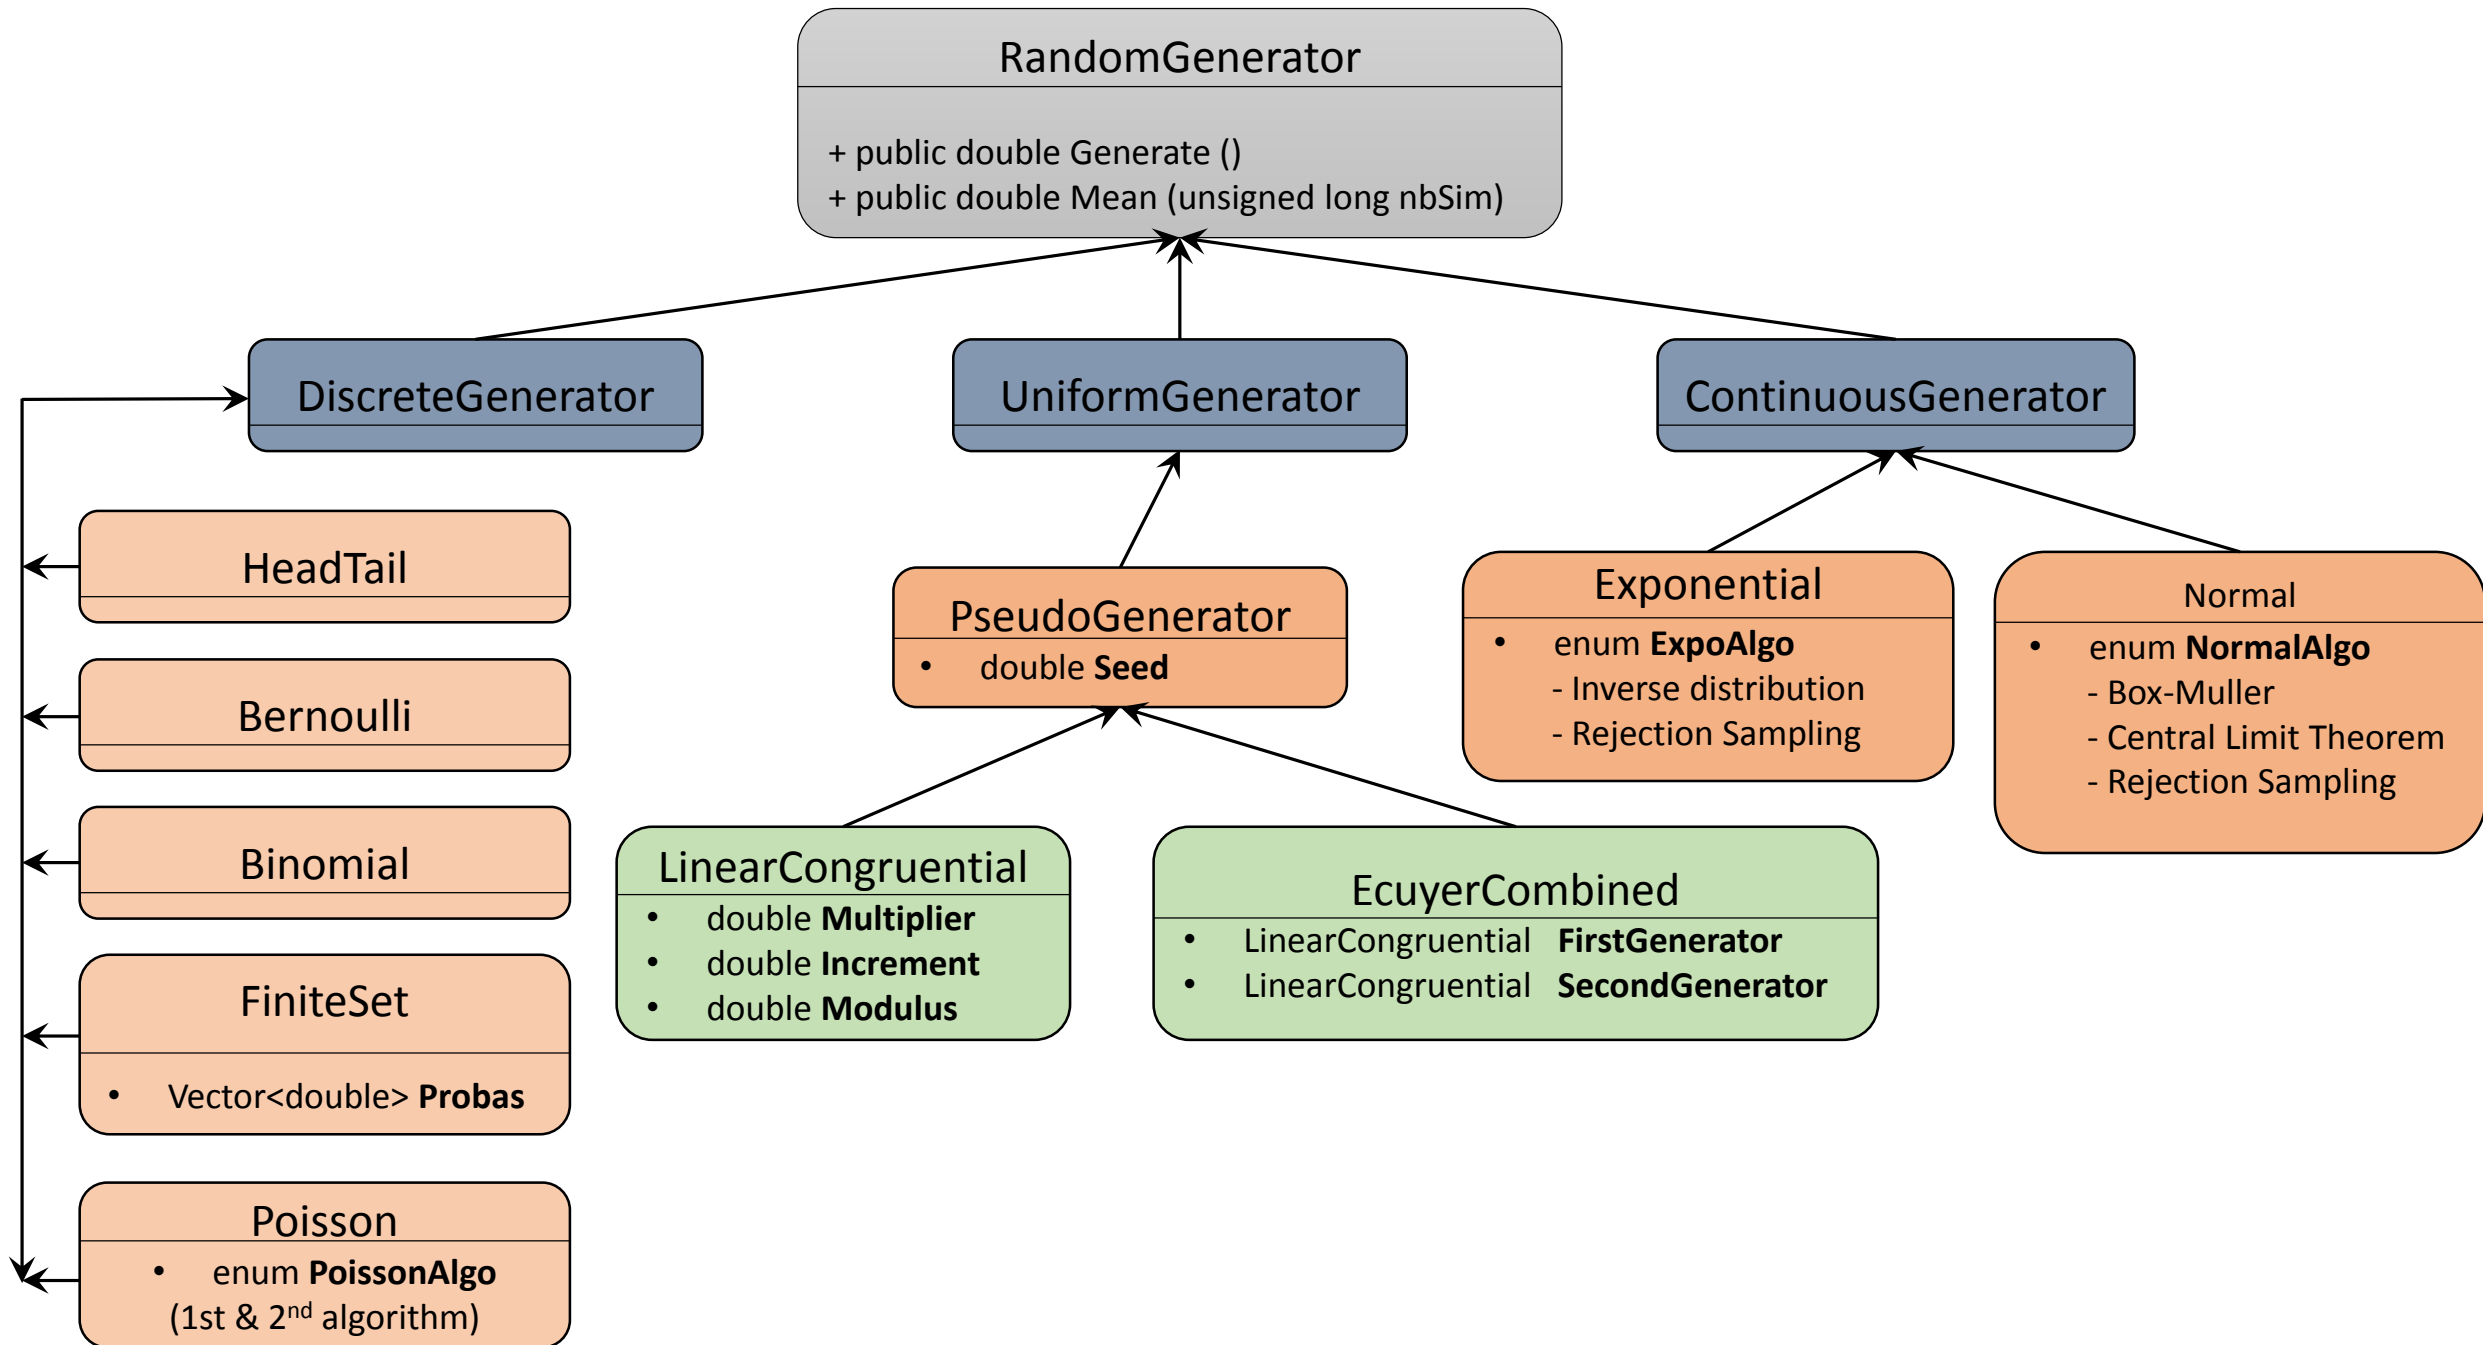 RandomGenerator
+ public double Generate ()
+ public double Mean (unsigned long nbSim)
DiscreteGenerator
UniformGenerator
ContinuousGenerator
HeadTail
Bernoulli
Binomial
FiniteSet
• Vector<double> Probas
Poisson
• enum PoissonAlgo
(1st & 2nd algorithm)
PseudoGenerator
• double Seed
LinearCongruential
• double Multiplier
• double Increment
• double Modulus
EcuyerCombined
• LinearCongruential FirstGenerator
• LinearCongruential SecondGenerator
Exponential
• enum ExpoAlgo
- Inverse distribution
- Rejection Sampling
Normal
• enum NormalAlgo
- Box-Muller
- Central Limit Theorem
- Rejection Sampling